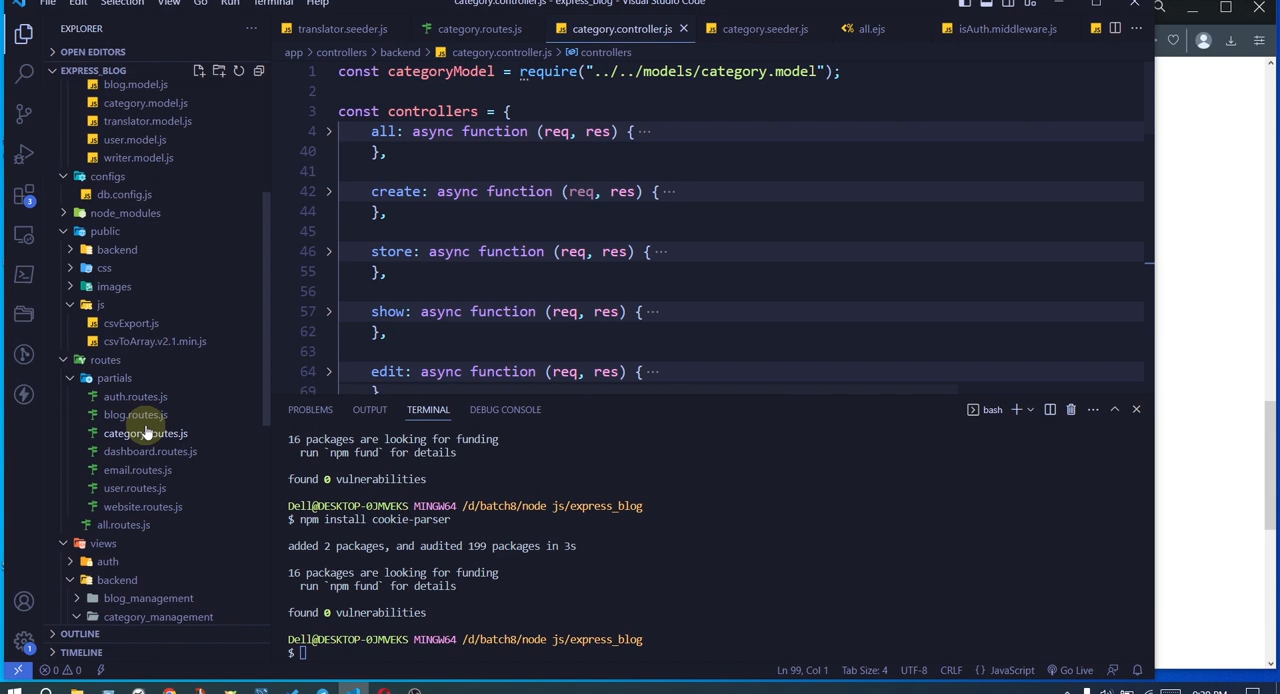 File Edit Selection View Go Run Terminal Help category.controller.js - express_blog - Visual Studio Code
EXPLORER
translator.seeder.js category.routes.js category.controller.js category.seeder.js all.ejs isAuth.middleware.js
OPEN EDITORS
app > controllers > backend > category.controller.js > controllers
EXPRESS_BLOG
blog.model.js
category.model.js
translator.model.js
user.model.js
writer.model.js
configs
db.config.js
node_modules
public
backend
css
images
js
csvExport.js
csvToArray.v2.1.min.js
routes
partials
auth.routes.js
blog.routes.js
category.routes.js
dashboard.routes.js
email.routes.js
user.routes.js
website.routes.js
all.routes.js
views
auth
backend
blog_management
category_management
OUTLINE
TIMELINE
1 const categoryModel = require("../../models/category.model");
2
3 const controllers = {
4 all: async function (req, res) { ···
40 },
41
42 create: async function (req, res) { ···
44 },
45
46 store: async function (req, res) { ···
55 },
56
57 show: async function (req, res) { ···
62 },
63
64 edit: async function (req, res) { ···
69 }
PROBLEMS OUTPUT TERMINAL DEBUG CONSOLE
bash
16 packages are looking for funding
run `npm fund` for details
found 0 vulnerabilities
Dell@DESKTOP-0JMVEKS MINGW64 /d/batch8/node js/express_blog
$ npm install cookie-parser
added 2 packages, and audited 199 packages in 3s
16 packages are looking for funding
run `npm fund` for details
found 0 vulnerabilities
Dell@DESKTOP-0JMVEKS MINGW64 /d/batch8/node js/express_blog
$
3
1
0 0
Ln 99, Col 1 Tab Size: 4 UTF-8 CRLF {} JavaScript Go Live